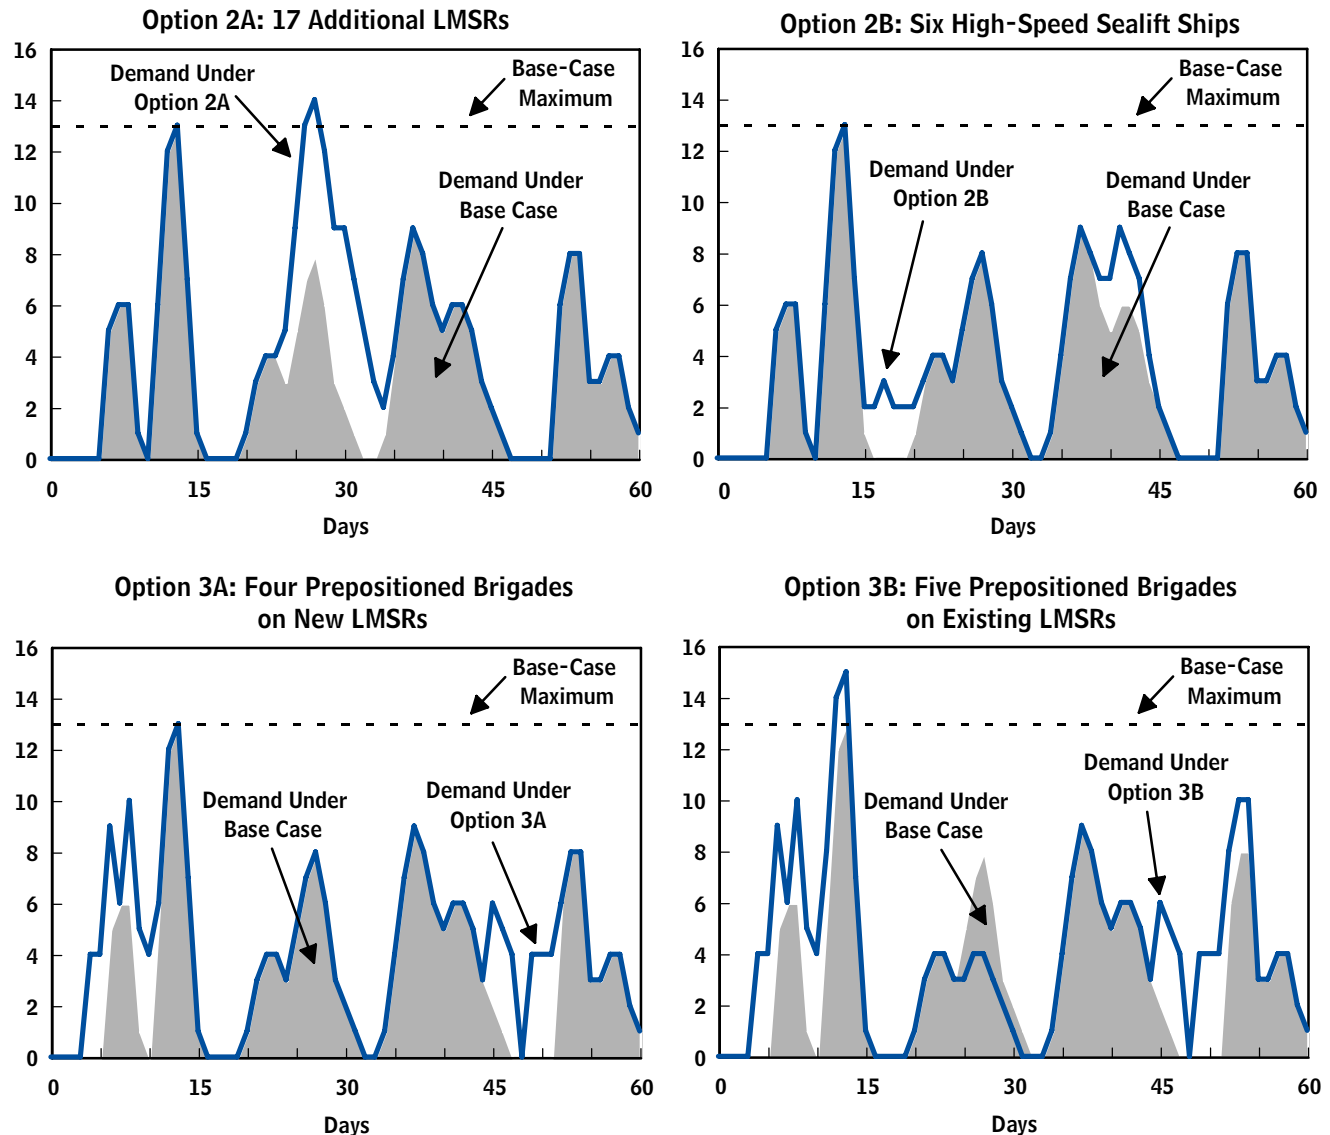 Option 2A: 17 Additional LMSRs
16
14
12
10
8
6
4
2
0
Demand Under
Option 2A
Base-Case
Maximum
Demand Under
Base Case
0 15 30 45 60
Days
Option 2B: Six High-Speed Sealift Ships
16
14
12
10
8
6
4
2
0
Base-Case
Maximum
Demand Under
Option 2B
Demand Under
Base Case
0 15 30 45 60
Days
Option 3A: Four Prepositioned Brigades
on New LMSRs
16
14
12
10
8
6
4
2
0
Base-Case
Maximum
Demand Under
Base Case
Demand Under
Option 3A
0 15 30 45 60
Days
Option 3B: Five Prepositioned Brigades
on Existing LMSRs
16
14
12
10
8
6
4
2
0
Base-Case
Maximum
Demand Under
Option 3B
Demand Under
Base Case
0 15 30 45 60
Days